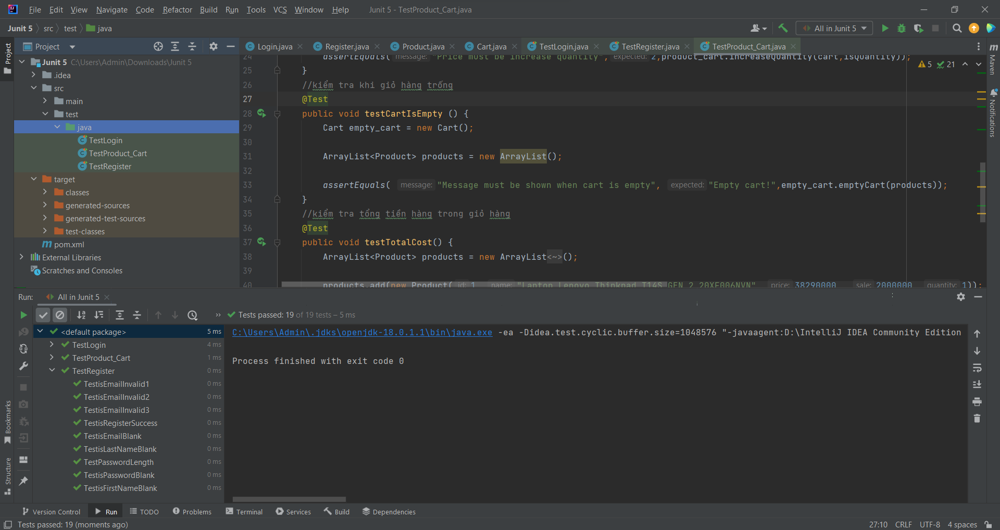 File Edit View Navigate Code Refactor Build Run Tools VCS Window Help Junit 5 - TestProduct_Cart.java
Junit 5 src test java
All in Junit 5
Project
Login.java Register.java Product.java Cart.java TestLogin.java TestRegister.java TestProduct_Cart.java
Project
Junit 5 C:\Users\Admin\Downloads\Junit 5
.idea
src
main
test
java
TestLogin
TestProduct_Cart
TestRegister
target
classes
generated-sources
generated-test-sources
test-classes
pom.xml
External Libraries
Scratches and Consoles
24 assertEquals( message: "Price must be increase quantity", expected: 2,product_cart.increaseQuantity(cart,isQuantity));
25 }
26 //kiểm tra khi giỏ hàng trống
27 @Test
28 public void testCartIsEmpty () {
29 Cart empty_cart = new Cart();
30
31 ArrayList<Product> products = new ArrayList();
32
33 assertEquals( message: "Message must be shown when cart is empty", expected: "Empty cart!",empty_cart.emptyCart(products));
34 }
35 //kiểm tra tổng tiền hàng trong giỏ hàng
36 @Test
37 public void testTotalCost() {
38 ArrayList<Product> products = new ArrayList<~>();
39
40 products.add(new Product( id: 1, name: "Laptop Lenovo Thinkpad T14S GEN 2 20XF006NVN", price: 38290000, sale: 2000000, quantity: 1));
5 21
Maven
Notifications
Run: All in Junit 5
» Tests passed: 19 of 19 tests – 5 ms
<default package> 5 ms
TestLogin 4 ms
TestProduct_Cart 1 ms
TestRegister 0 ms
TestisEmailInvalid1 0 ms
TestisEmailInvalid2 0 ms
TestisEmailInvalid3 0 ms
TestisRegisterSuccess 0 ms
TestisEmailBlank 0 ms
TestisLastNameBlank 0 ms
TestPasswordLength 0 ms
TestisPasswordBlank 0 ms
TestisFirstNameBlank 0 ms
C:\Users\Admin\.jdks\openjdk-18.0.1.1\bin\java.exe -ea -Didea.test.cyclic.buffer.size=1048576 "-javaagent:D:\IntelliJ IDEA Community Edition
Process finished with exit code 0
Bookmarks
Structure
Version Control Run TODO Problems Terminal Services Build Dependencies
Tests passed: 19 (moments ago) 27:10 CRLF UTF-8 4 spaces